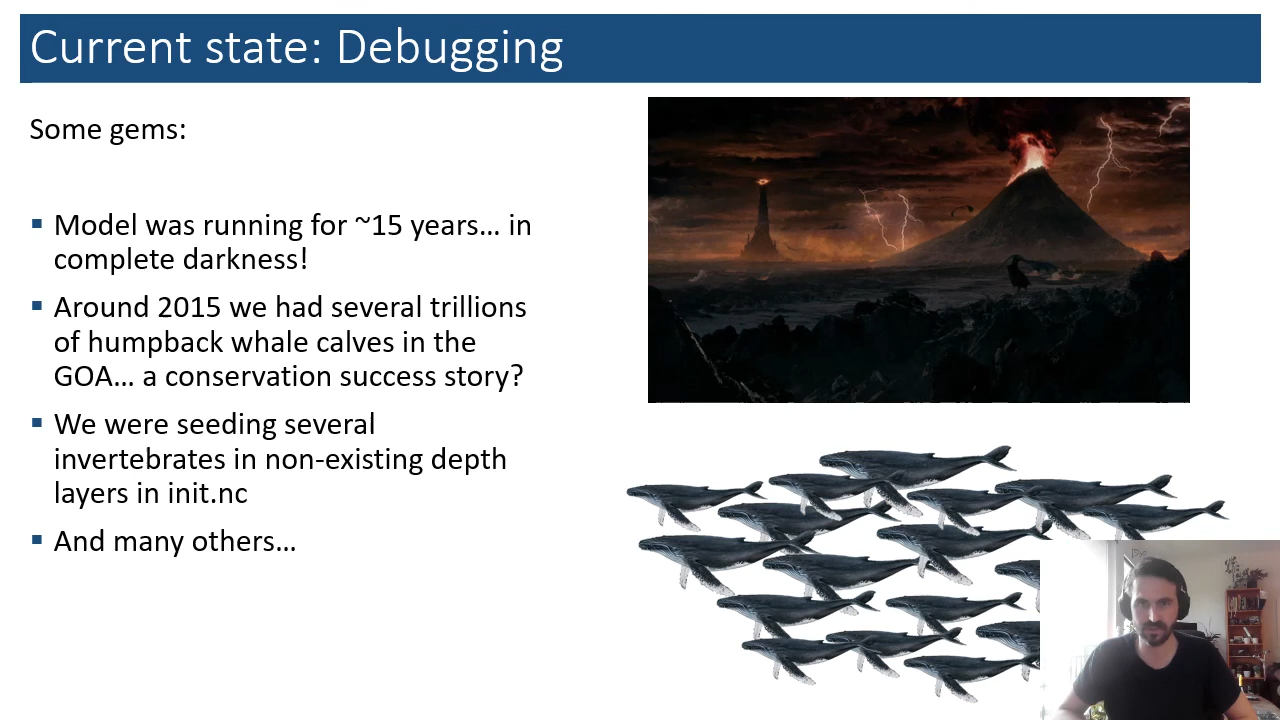 Current state: Debugging
Some gems:
Model was running for ~15 years... in
complete darkness!
Around 2015 we had several trillions
of humpback whale calves in the
GOA... a conservation success story?
We were seeding several
invertebrates in non-existing depth
layers in init.nc
And many others...